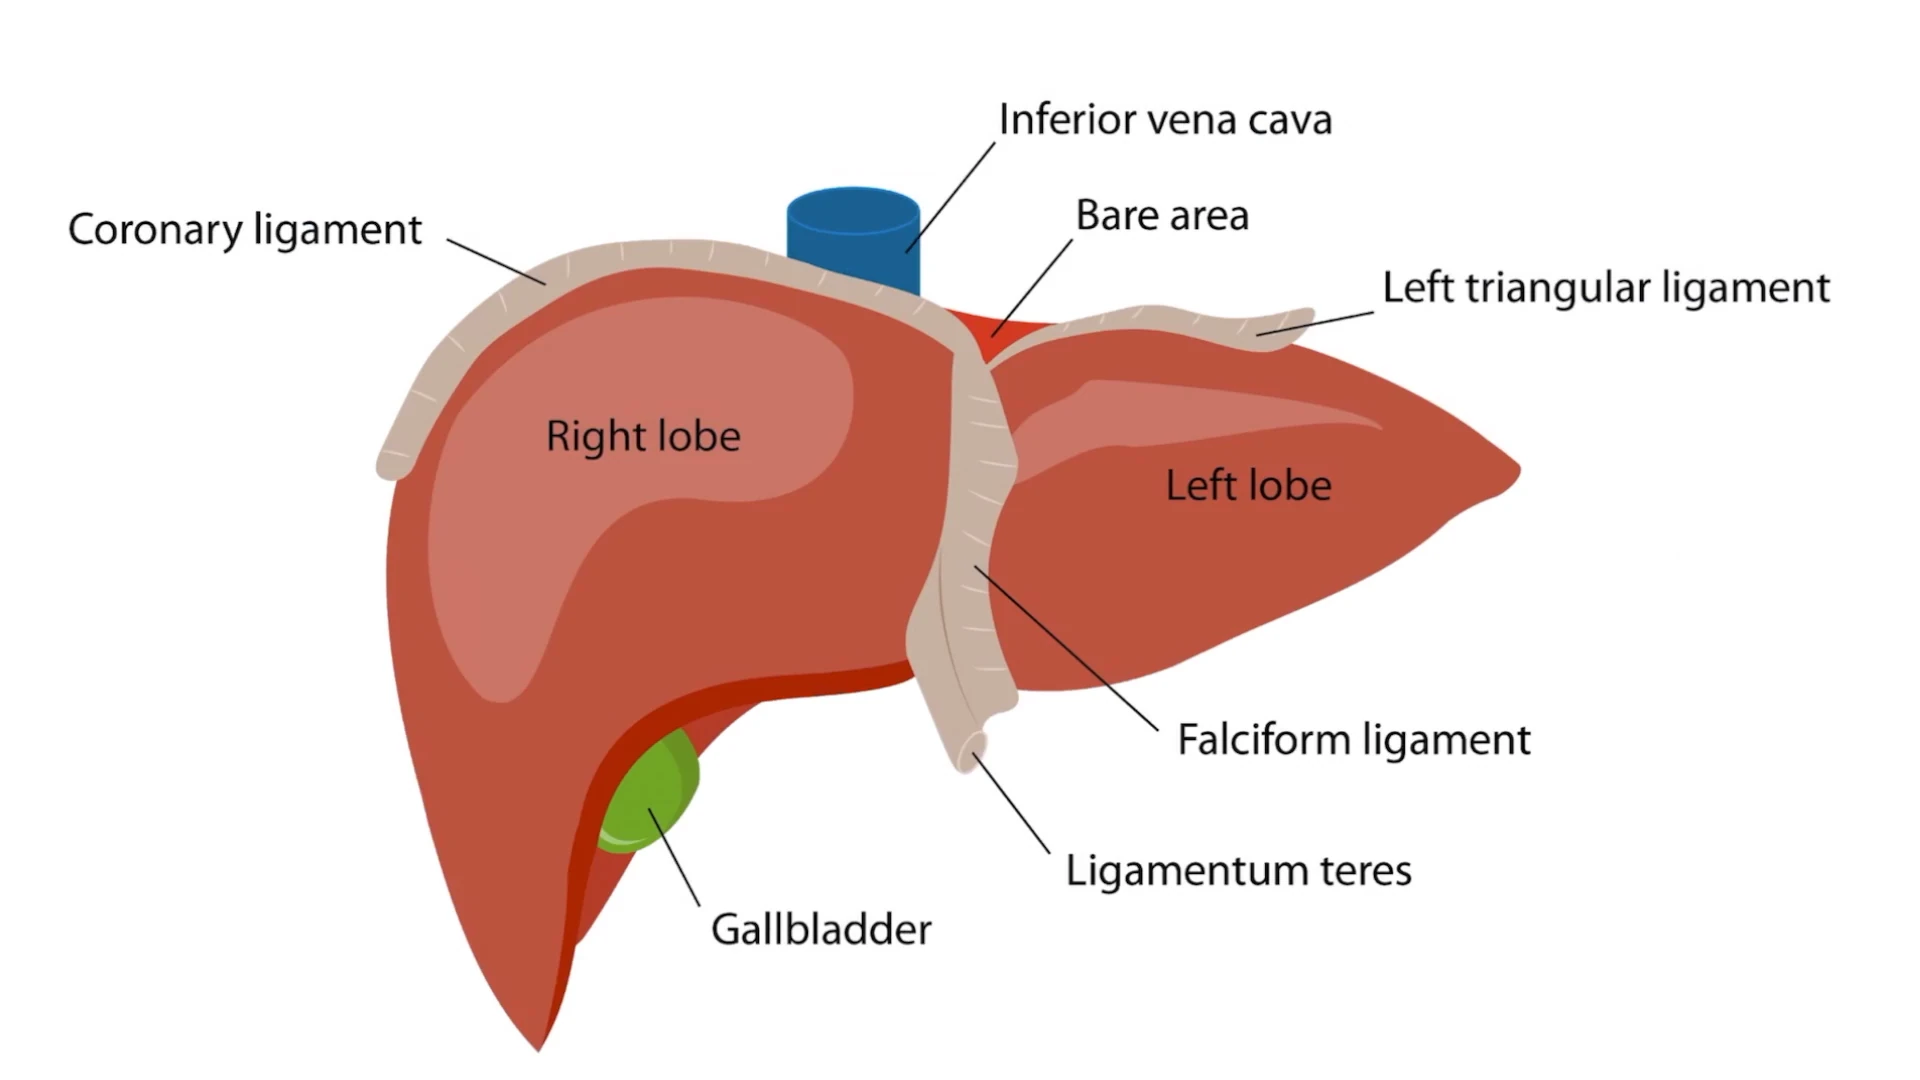 Inferior vena cava
Bare area
Coronary ligament
Left triangular ligament
Right lobe
Left lobe
Falciform ligament
Ligamentum teres
Gallbladder